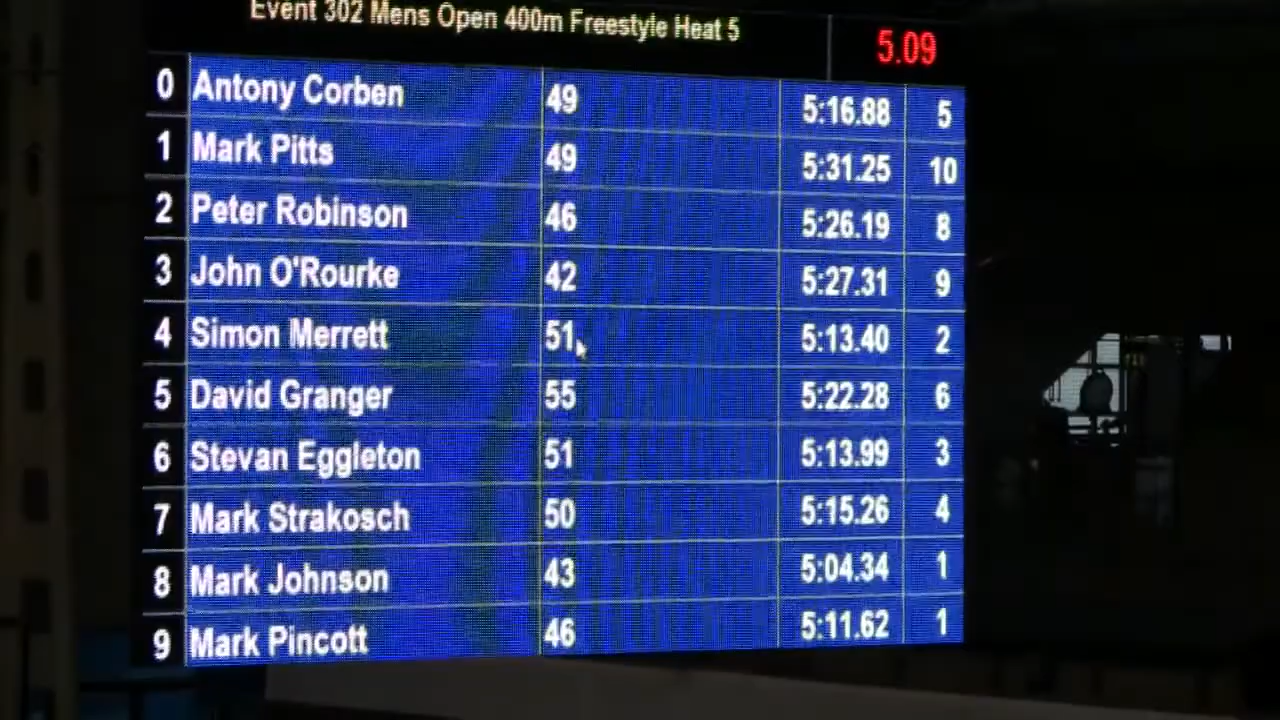 Event 302 Mens Open 400m Freestyle Heat 5 5.09
0 Antony Corben 49 5:16.88 5
1 Mark Pitts 49 5:31.25 10
2 Peter Robinson 46 5:26.19 8
3 John O'Rourke 42 5:27.31 9
4 Simon Merrett 51 5:13.40 2
5 David Granger 55 5:22.28 6
6 Stevan Eggleton 51 5:13.99 3
7 Mark Strakosch 50 5:15.26 4
8 Mark Johnson 43 5:04.34 1
9 Mark Pincott 46 5:11.62 1